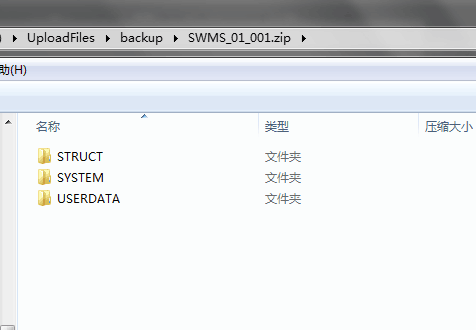 UploadFiles ▸ backup ▸ SWMS_01_001.zip ▸
助(H)
名称 类型 压缩大小
STRUCT 文件夹
SYSTEM 文件夹
USERDATA 文件夹